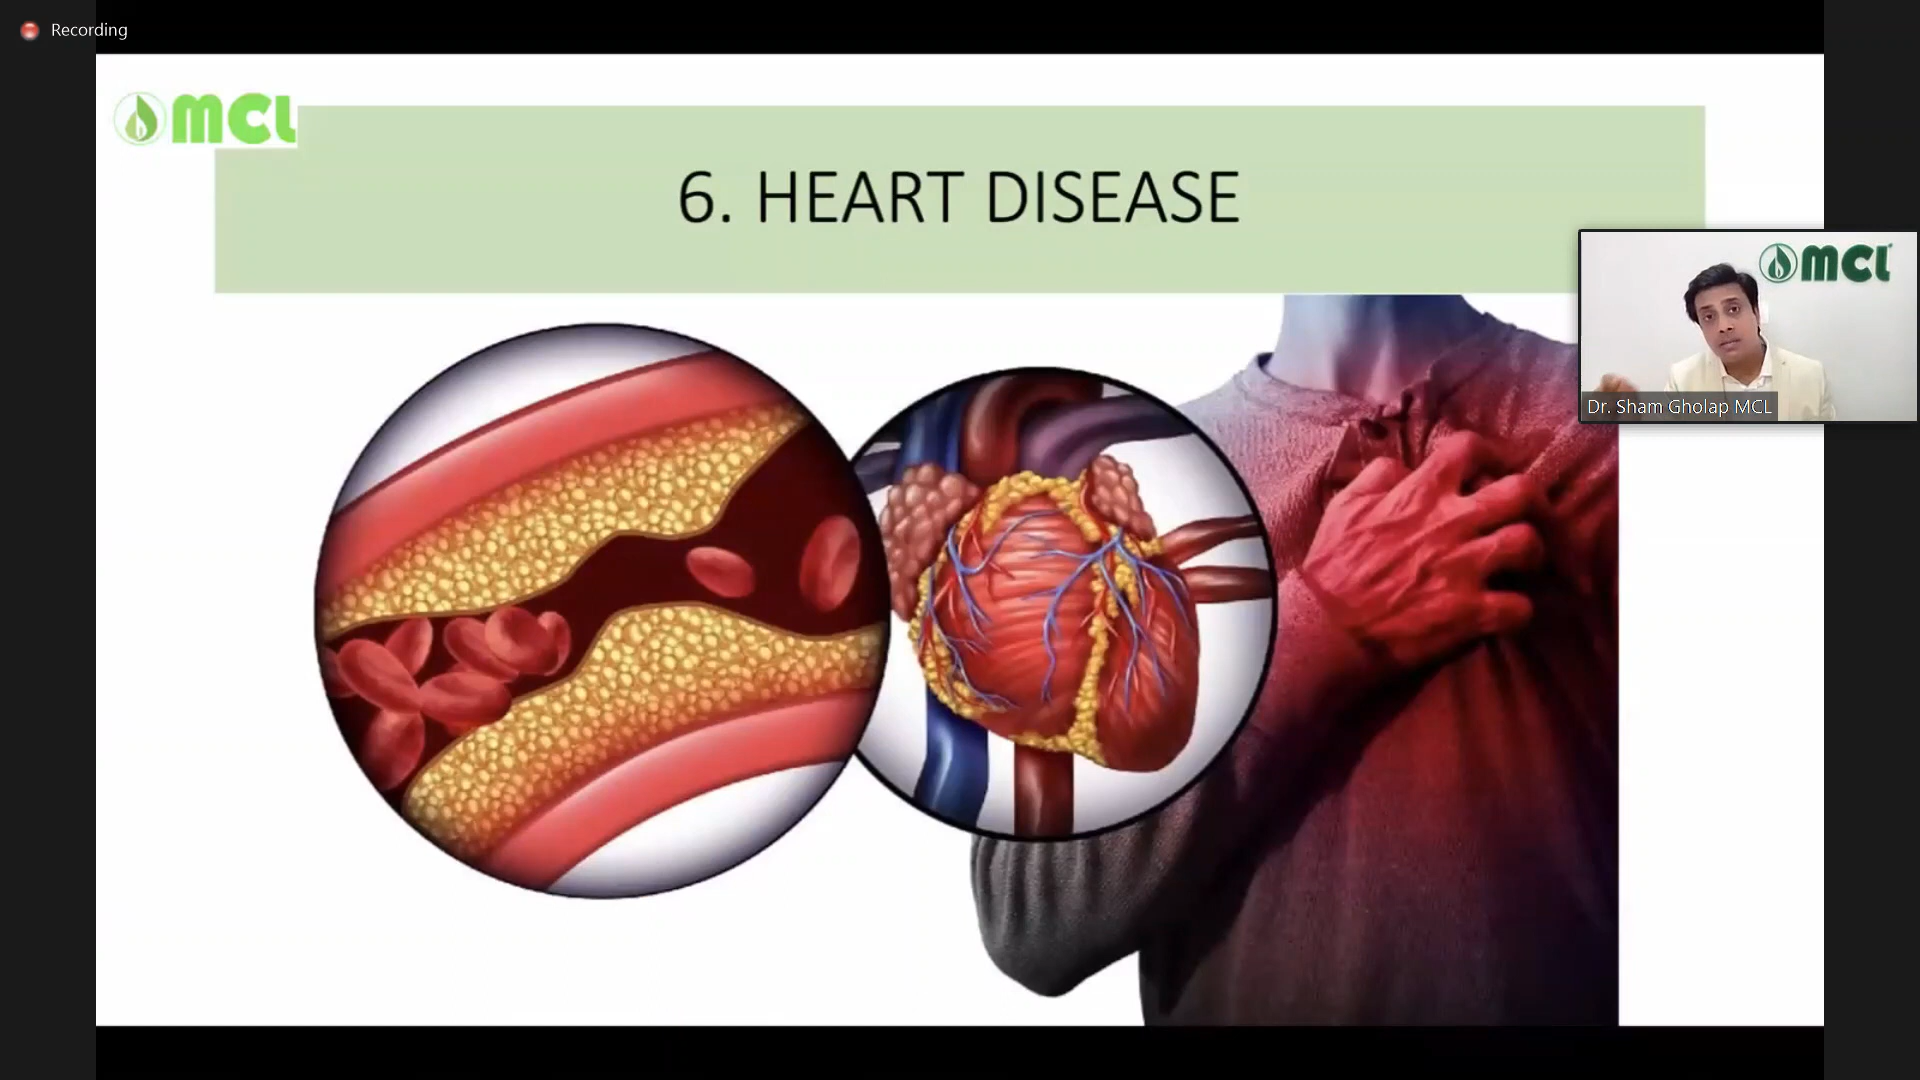 Recording
MCL
6. HEART DISEASE
MCL
Dr. Sham Gholap MCL